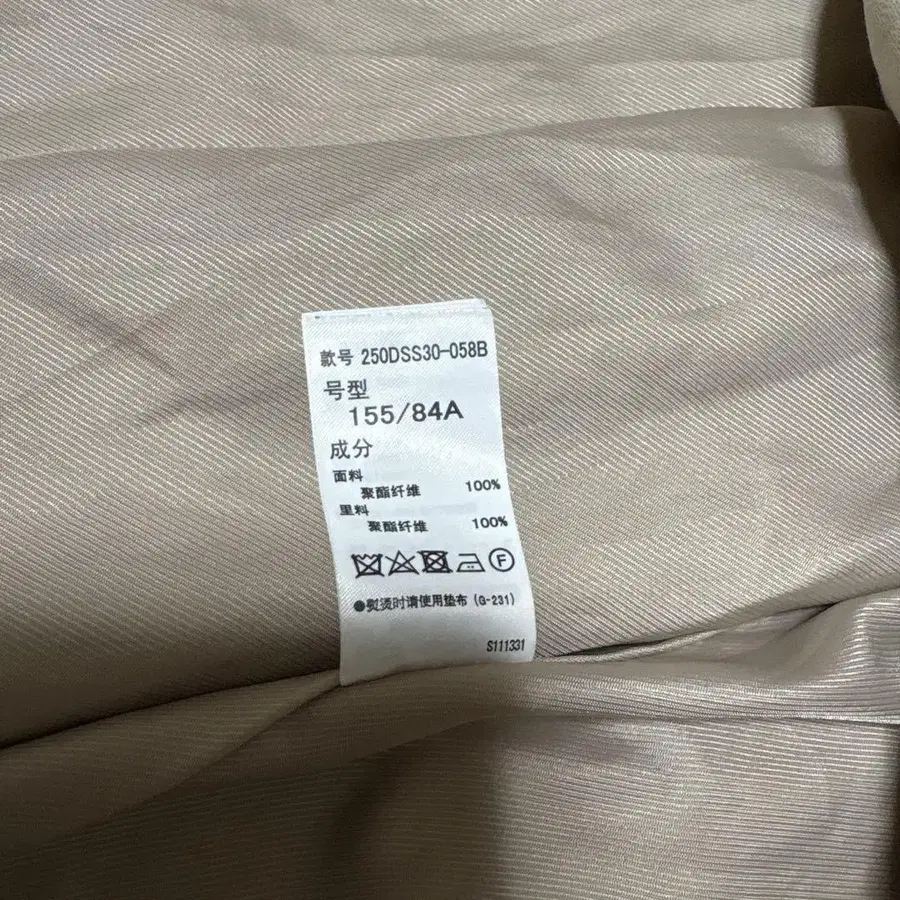 款号 250DSS30-058B
号型
155/84A
成分
面料
聚酯纤维 100%
里料
聚酯纤维 100%
F
●熨烫时请使用垫布 (G-231)
S111331